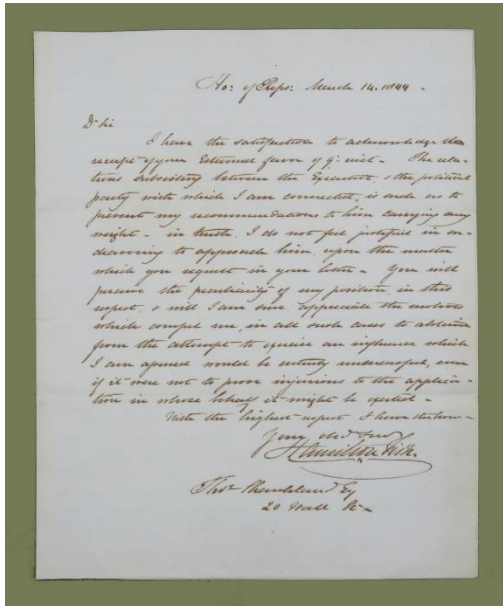 Ho: of Reps: March 14. 1844 -
Dr Sir
I have the satisfaction to acknowledge the
receipt of your Esteemed favor of 9: inst - The rela-
tions subsisting between the Executive & the political
party with which I am connected, is such as to
prevent my recommendations to him carrying any
weight - in truth, I do not feel justified in en-
deavoring to approach him, upon the matter
which you request in your letter - You will
perceive the peculiarity of my position, in this
respect, & will I am sure, appreciate the motives
which compel me, in all such cases to abstain
from the attempt to exercise an influence which
I am assured would be entirely unsuccessful, even
if it were not to prove injurious to the applica-
tion in whose behalf it might be exerted -
With the highest respect I have the hon-
Your obd Serv
Hamilton Fish.
Thos Esq
20 Wall St -